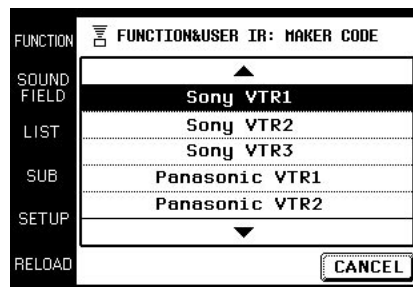 FUNCTION
SOUND
FIELD
LIST
SUB
SETUP
RELOAD
FUNCTION&USER IR: MAKER CODE
Sony VTR1
Sony VTR2
Sony VTR3
Panasonic VTR1
Panasonic VTR2
CANCEL